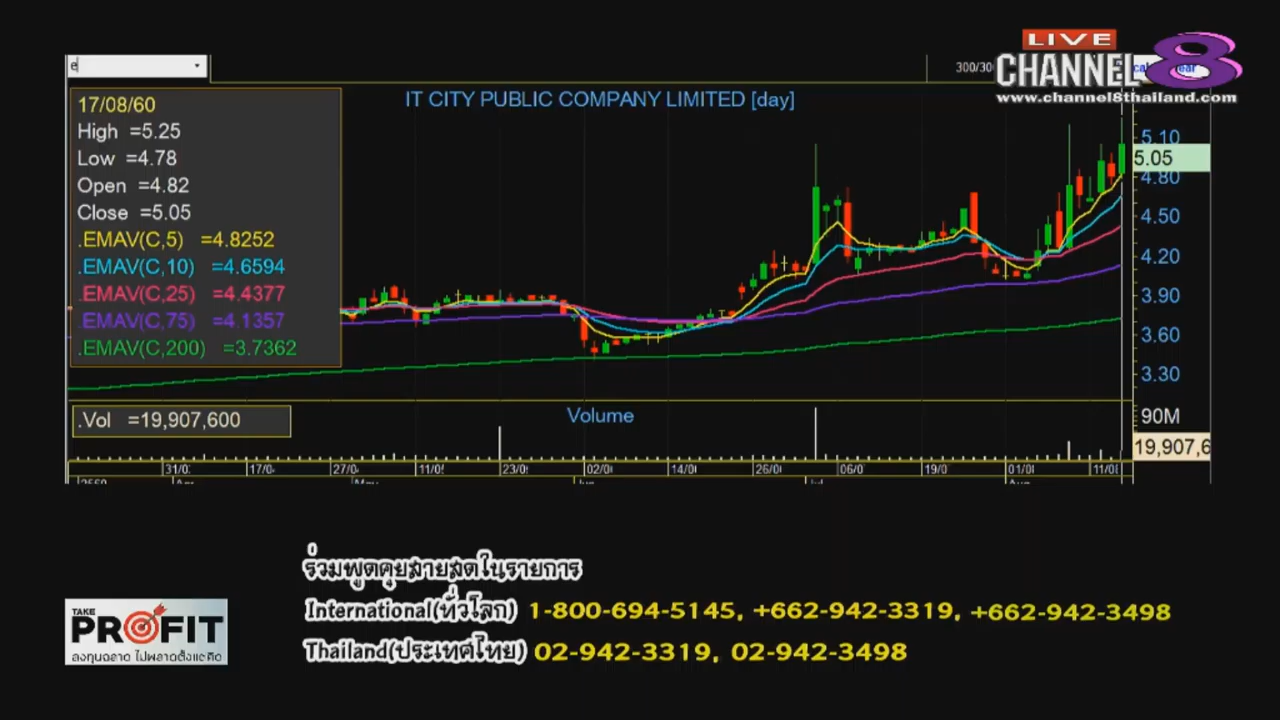 LIVE
CHANNEL 8
www.channel8thailand.com
e
300/30
IT CITY PUBLIC COMPANY LIMITED [day]
17/08/60
High =5.25
Low =4.78
Open =4.82
Close =5.05
.EMAV(C,5) =4.8252
.EMAV(C,10) =4.6594
.EMAV(C,25) =4.4377
.EMAV(C,75) =4.1357
.EMAV(C,200) =3.7362
5.10
5.05
4.80
4.50
4.20
3.90
3.60
3.30
.Vol =19,907,600
Volume
90M
19,907,6
31/0 17/0 27/0 11/0 23/0 02/0 14/0 26/0 06/0 19/0 01/0 11/08
ร่วมพูดคุยสายสดในรายการ
International(ทั่วโลก) 1-800-694-5145, +662-942-3319, +662-942-3498
Thailand(ประเทศไทย) 02-942-3319, 02-942-3498
TAKE
PROFIT
ลงทุนฉลาด ไม่พลาดตั้งแต่คิด